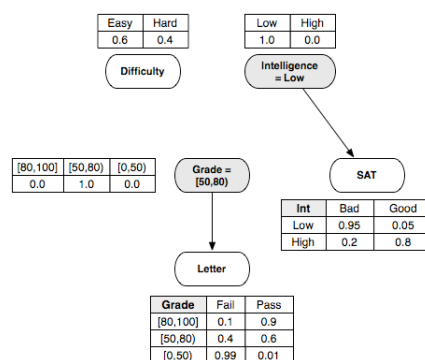 Easy Hard
0.6 0.4
Difficulty
Low High
1.0 0.0
Intelligence
= Low
[80,100] [50,80) [0,50)
0.0 1.0 0.0
Grade =
[50,80)
SAT
Int Bad Good
Low 0.95 0.05
High 0.2 0.8
Letter
Grade Fail Pass
[80,100] 0.1 0.9
[50,80) 0.4 0.6
[0,50) 0.99 0.01